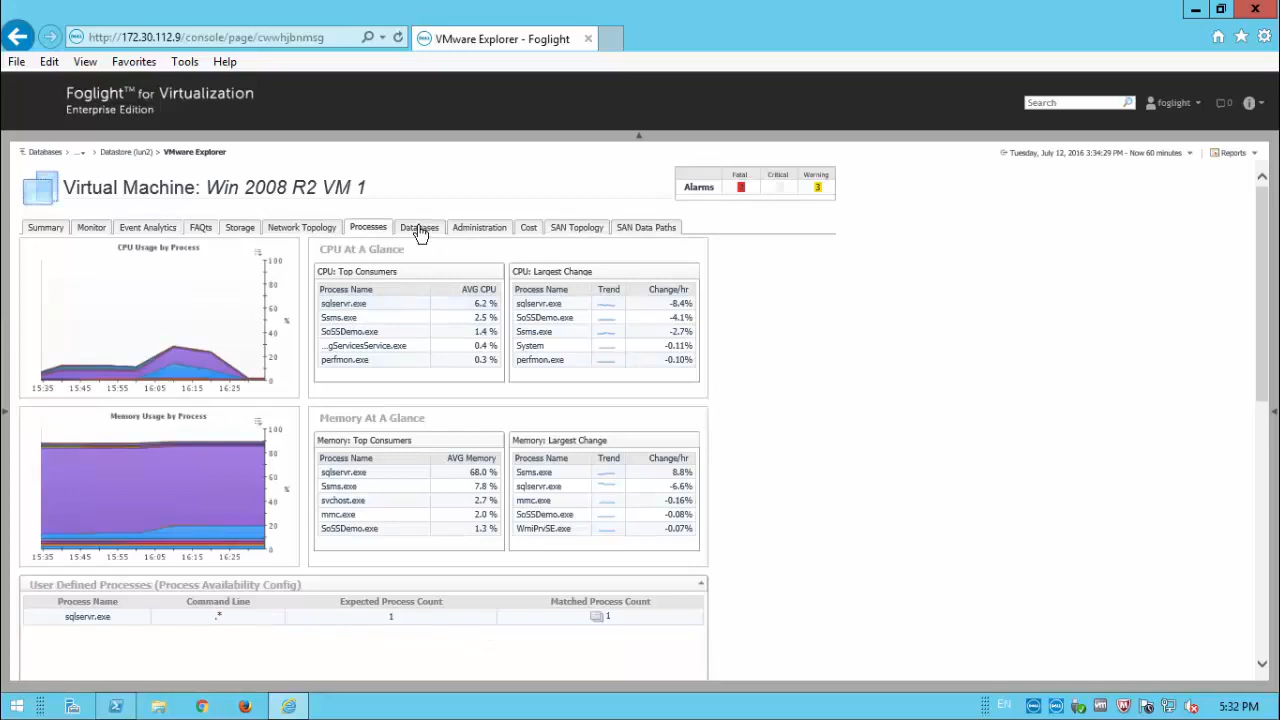 http://172.30.112.9/console/page/cwwhjbnmsg
VMware Explorer - Foglight
File Edit View Favorites Tools Help
Foglight™ for Virtualization
Enterprise Edition
Search
foglight
0
Databases > ... > Datastore (lun2) > VMware Explorer
Tuesday, July 12, 2016 3:34:29 PM - Now 60 minutes
Reports
Virtual Machine: Win 2008 R2 VM 1
Alarms
Fatal Critical Warning
3
Summary Monitor Event Analytics FAQts Storage Network Topology Processes Databases Administration Cost SAN Topology SAN Data Paths
CPU Usage by Process
100
80
60
%
40
20
0
15:35 15:45 15:55 16:05 16:15 16:25
CPU At A Glance
CPU: Top Consumers
Process Name AVG CPU
sqlservr.exe 6.2 %
Ssms.exe 2.5 %
SoSSDemo.exe 1.4 %
...gServicesService.exe 0.4 %
perfmon.exe 0.3 %
CPU: Largest Change
Process Name Trend Change/hr
sqlservr.exe -8.4%
SoSSDemo.exe -4.1%
Ssms.exe -2.7%
System -0.11%
perfmon.exe -0.10%
Memory Usage by Process
100
80
60
%
40
20
0
15:35 15:45 15:55 16:05 16:15 16:25
Memory At A Glance
Memory: Top Consumers
Process Name AVG Memory
sqlservr.exe 68.0 %
Ssms.exe 7.8 %
svchost.exe 2.7 %
mmc.exe 2.0 %
SoSSDemo.exe 1.3 %
Memory: Largest Change
Process Name Trend Change/hr
Ssms.exe 8.8%
sqlservr.exe -6.6%
mmc.exe -0.16%
SoSSDemo.exe -0.08%
WmiPrvSE.exe -0.07%
User Defined Processes (Process Availability Config)
Process Name Command Line Expected Process Count Matched Process Count
sqlservr.exe .* 1 1
EN
5:32 PM